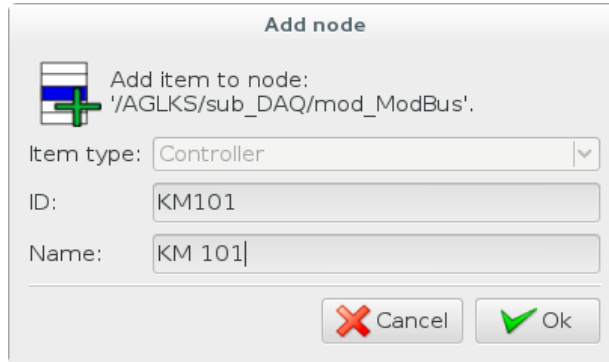 Add node
Add item to node:
'/AGLKS/sub_DAQ/mod_ModBus'.
Item type: Controller
ID: KM101
Name: KM 101
Cancel Ok